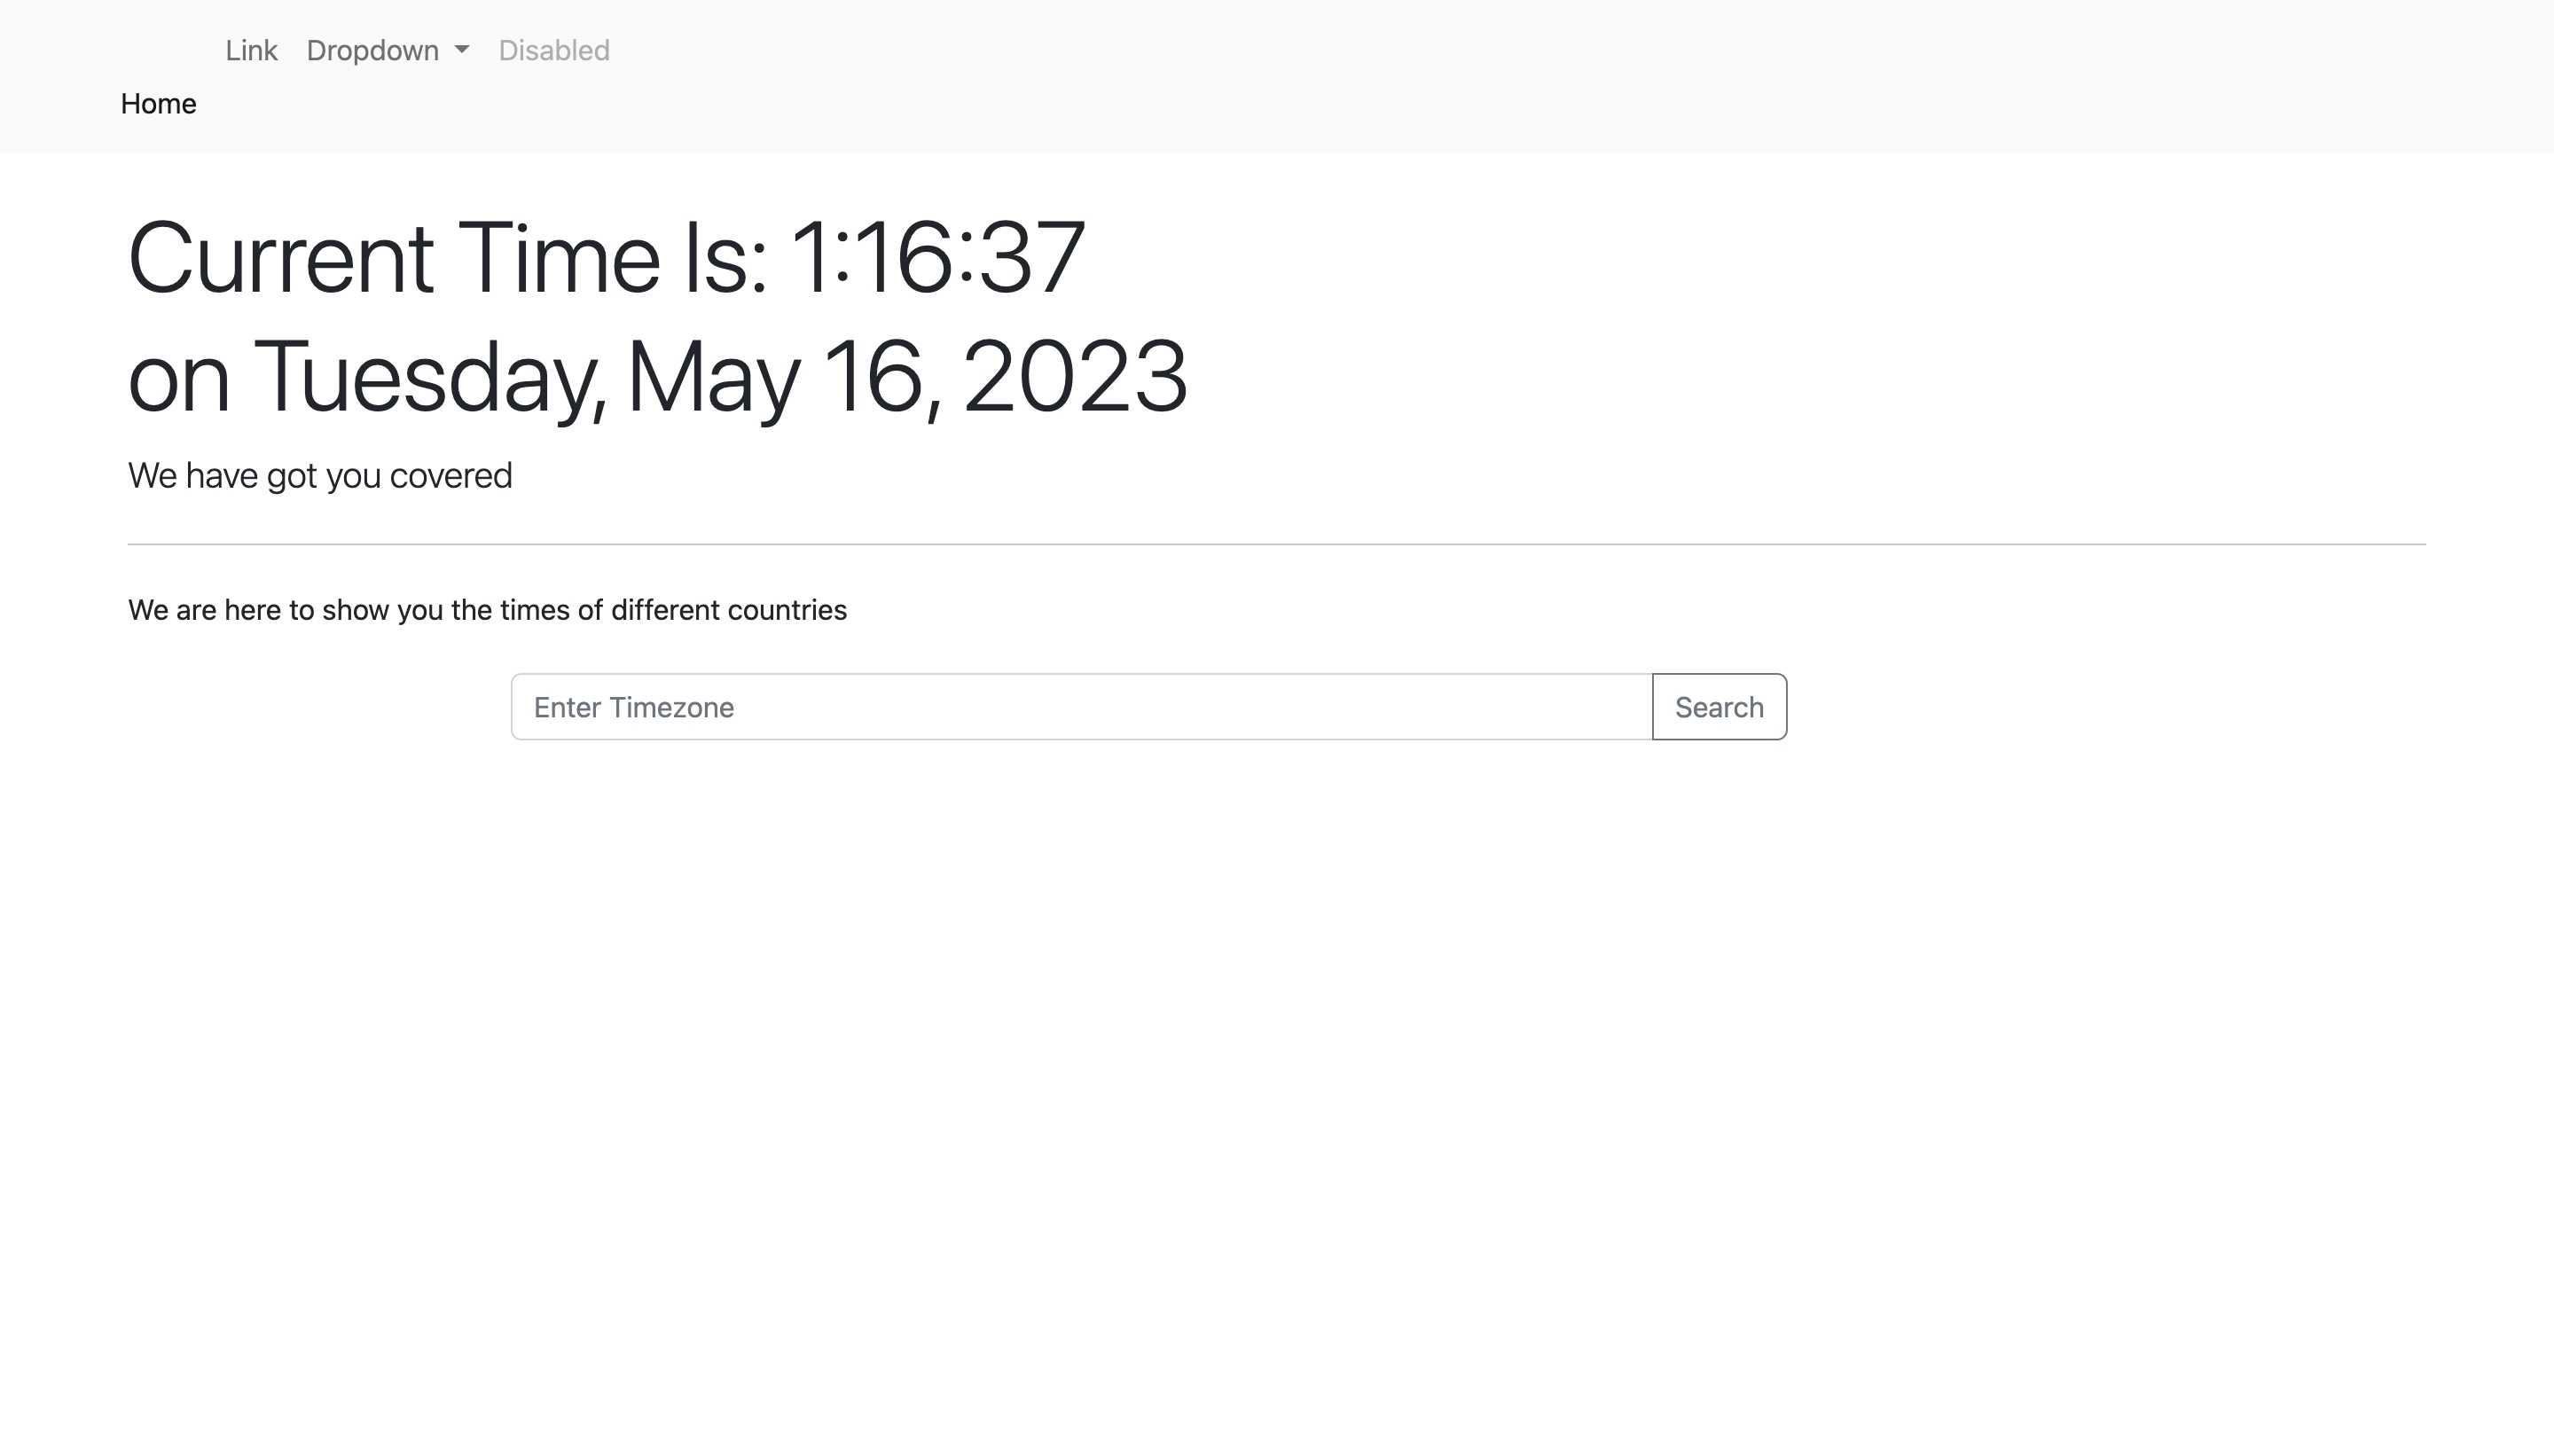 Link Dropdown Disabled
Home
Current Time Is: 1:16:37
on Tuesday, May 16, 2023
We have got you covered
We are here to show you the times of different countries
Enter Timezone Search